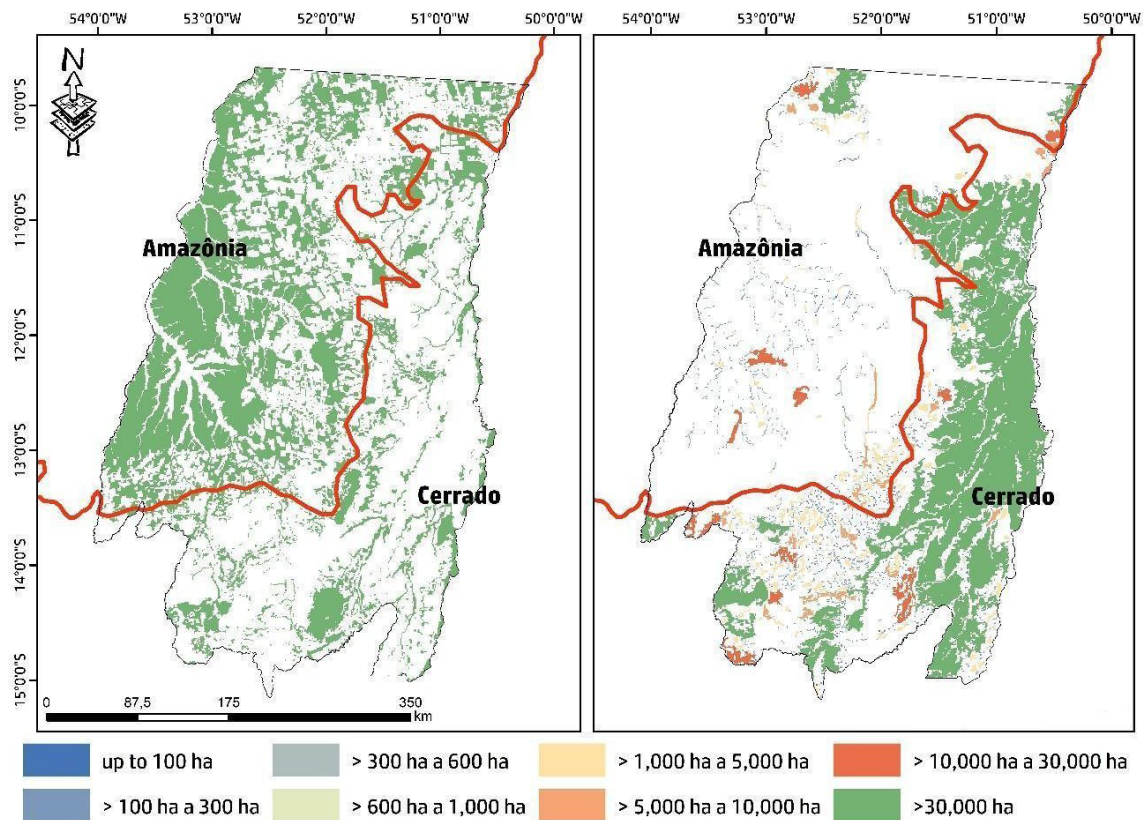 54°0'0"W 53°0'0"W 52°0'0"W 51°0'0"W 50°0'0"W 54°0'0"W 53°0'0"W 52°0'0"W 51°0'0"W 50°0'0"W
N
10°0'0"S
11°0'0"S
Amazônia Amazônia
12°0'0"S
13°0'0"S
Cerrado Cerrado
14°0'0"S
15°0'0"S
0 87,5 175 350
km
up to 100 ha > 300 ha a 600 ha > 1,000 ha a 5,000 ha > 10,000 ha a 30,000 ha
> 100 ha a 300 ha > 600 ha a 1,000 ha > 5,000 ha a 10,000 ha >30,000 ha